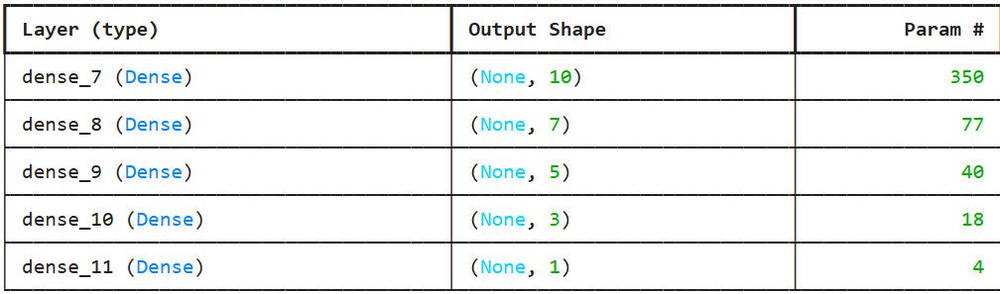 Layer (type) Output Shape Param #
dense_7 (Dense) (None, 10) 350
dense_8 (Dense) (None, 7) 77
dense_9 (Dense) (None, 5) 40
dense_10 (Dense) (None, 3) 18
dense_11 (Dense) (None, 1) 4